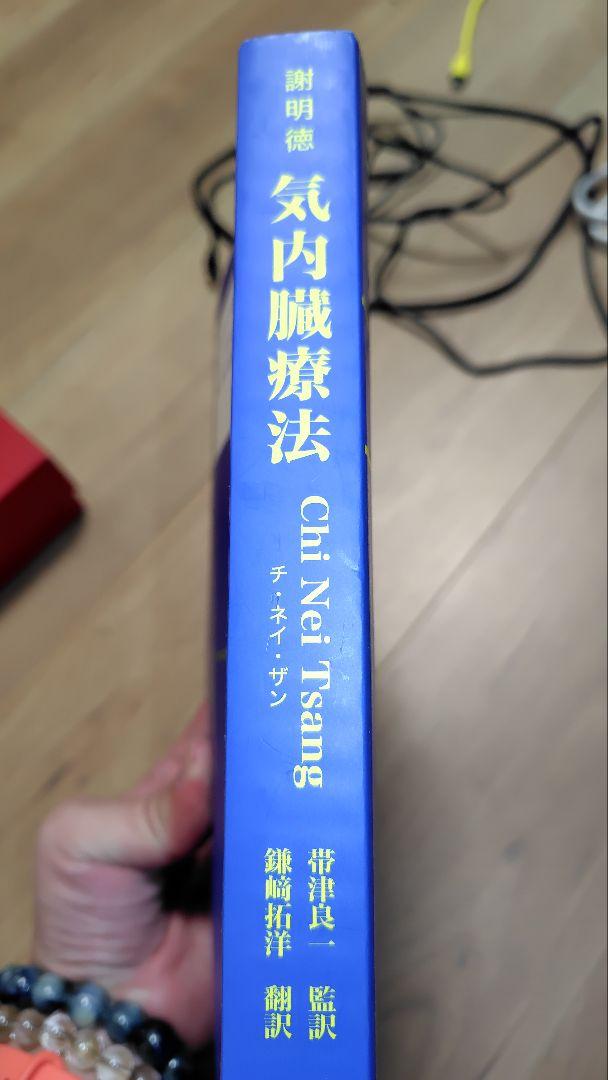 謝明徳
気内臓療法
Chi Nei Tsang
チ・ネイ・ザン
帯津良一 監訳
鎌﨑拓洋 翻訳